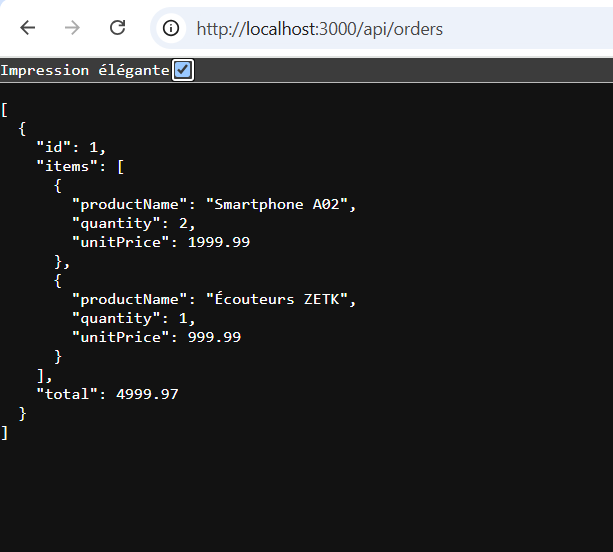 http://localhost:3000/api/orders
Impression élégante
[
  {
    "id": 1,
    "items": [
      {
        "productName": "Smartphone A02",
        "quantity": 2,
        "unitPrice": 1999.99
      },
      {
        "productName": "Écouteurs ZETK",
        "quantity": 1,
        "unitPrice": 999.99
      }
    ],
    "total": 4999.97
  }
]